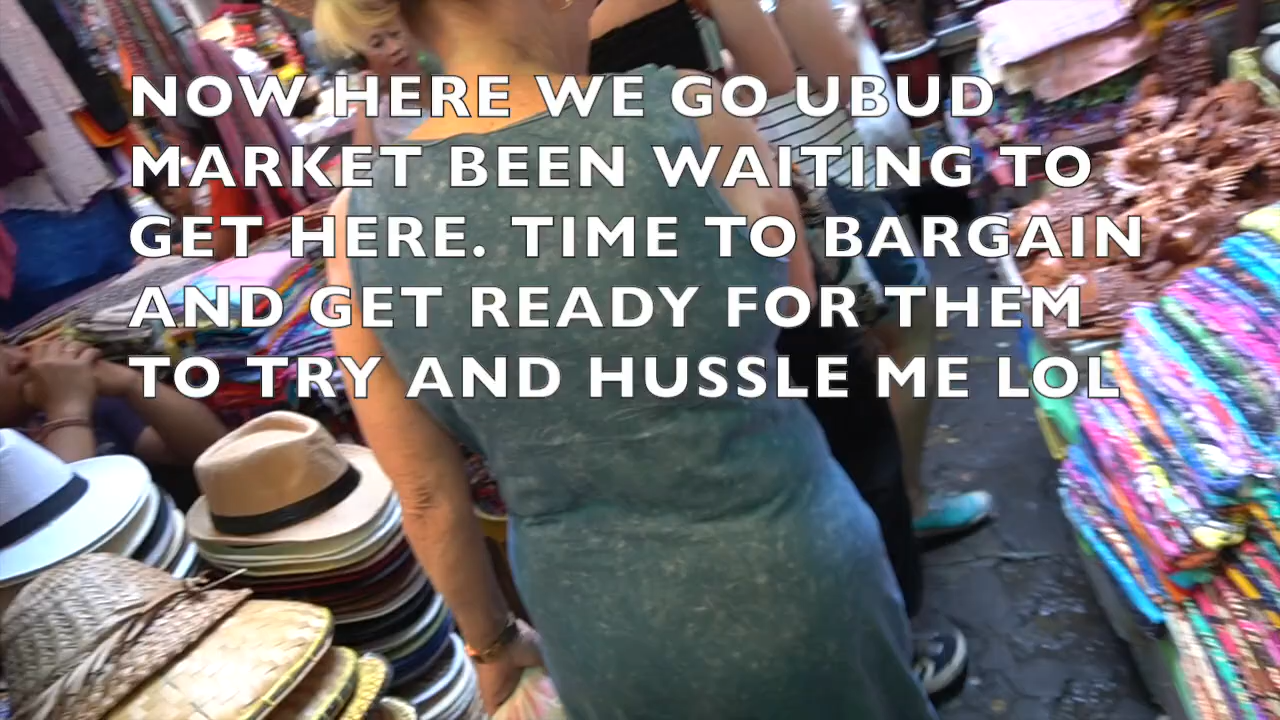 NOW HERE WE GO UBUD
MARKET BEEN WAITING TO
GET HERE. TIME TO BARGAIN
AND GET READY FOR THEM
TO TRY AND HUSSLE ME LOL